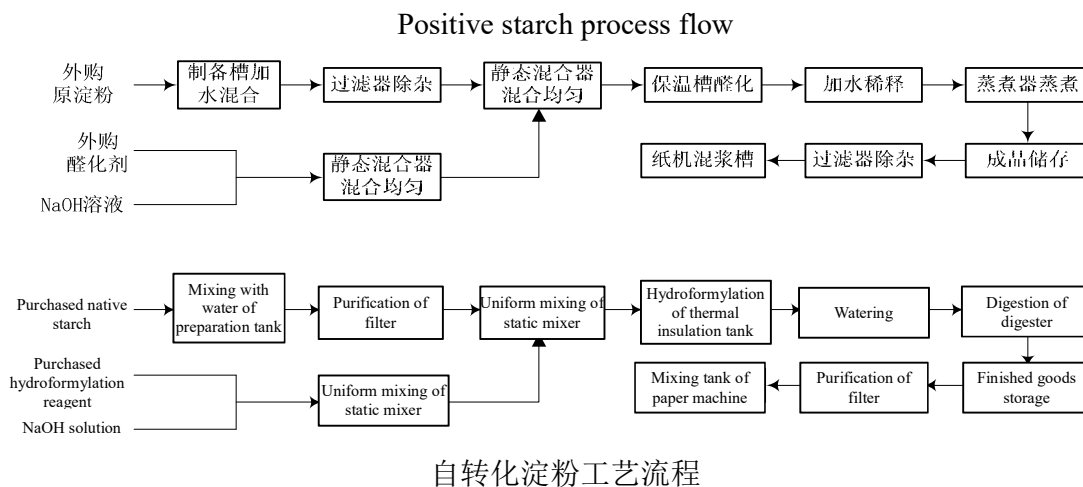 Positive starch process flow
外购
原淀粉
制备槽加
水混合
过滤器除杂
静态混合器
混合均匀
保温槽醛化
加水稀释
蒸煮器蒸煮
外购
醛化剂
NaOH溶液
静态混合器
混合均匀
纸机混浆槽
过滤器除杂
成品储存
Purchased native
starch
Mixing with
water of
preparation tank
Purification of
filter
Uniform mixing of
static mixer
Hydroformylation
of thermal
insulation tank
Watering
Digestion of
digester
Purchased
hydroformylation
reagent
NaOH solution
Uniform mixing of
static mixer
Mixing tank of
paper machine
Purification of
filter
Finished goods
storage
自转化淀粉工艺流程